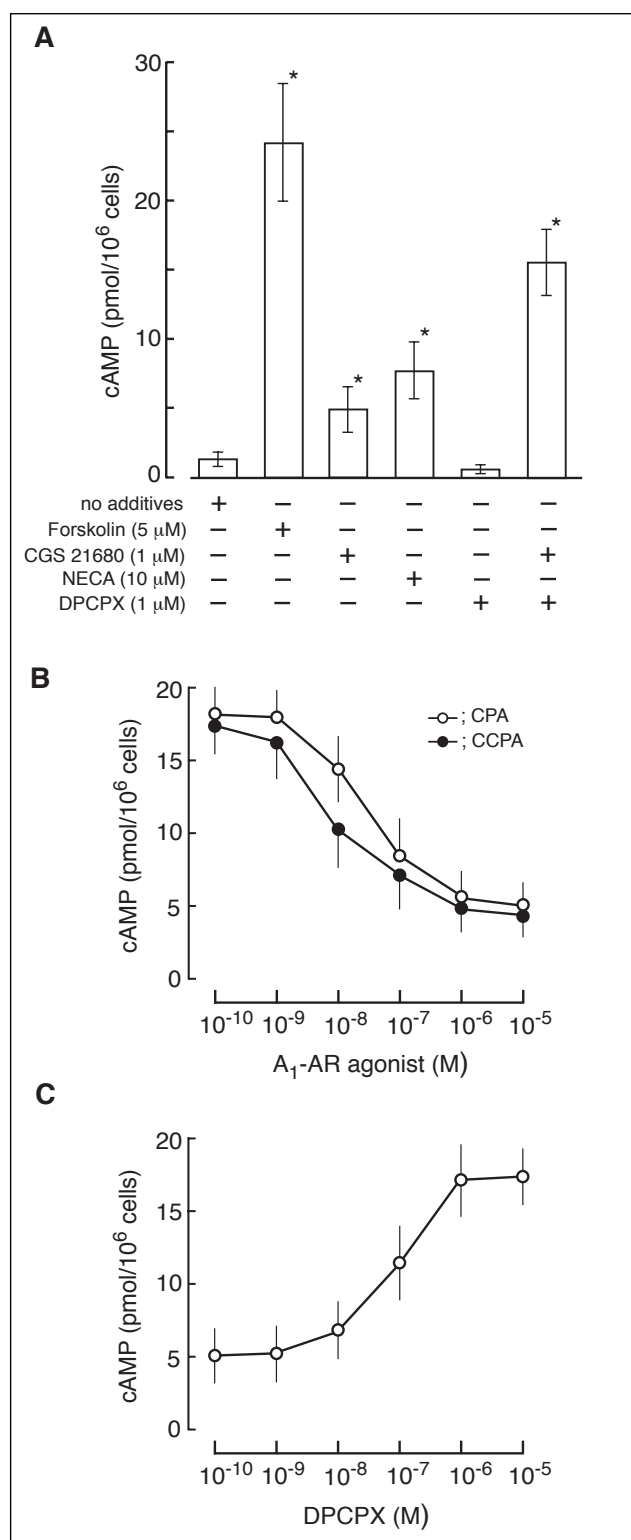 A
cAMP (pmol/10⁶ cells)
30
20
10
0
* * * *
no additives + – – – – –
Forskolin (5 μM) – + – – – –
CGS 21680 (1 μM) – – + – – +
NECA (10 μM) – – – + – –
DPCPX (1 μM) – – – – + +
B
cAMP (pmol/10⁶ cells)
20
15
10
5
0
; CPA
; CCPA
10⁻¹⁰ 10⁻⁹ 10⁻⁸ 10⁻⁷ 10⁻⁶ 10⁻⁵
A₁-AR agonist (M)
C
cAMP (pmol/10⁶ cells)
20
15
10
5
0
10⁻¹⁰ 10⁻⁹ 10⁻⁸ 10⁻⁷ 10⁻⁶ 10⁻⁵
DPCPX (M)